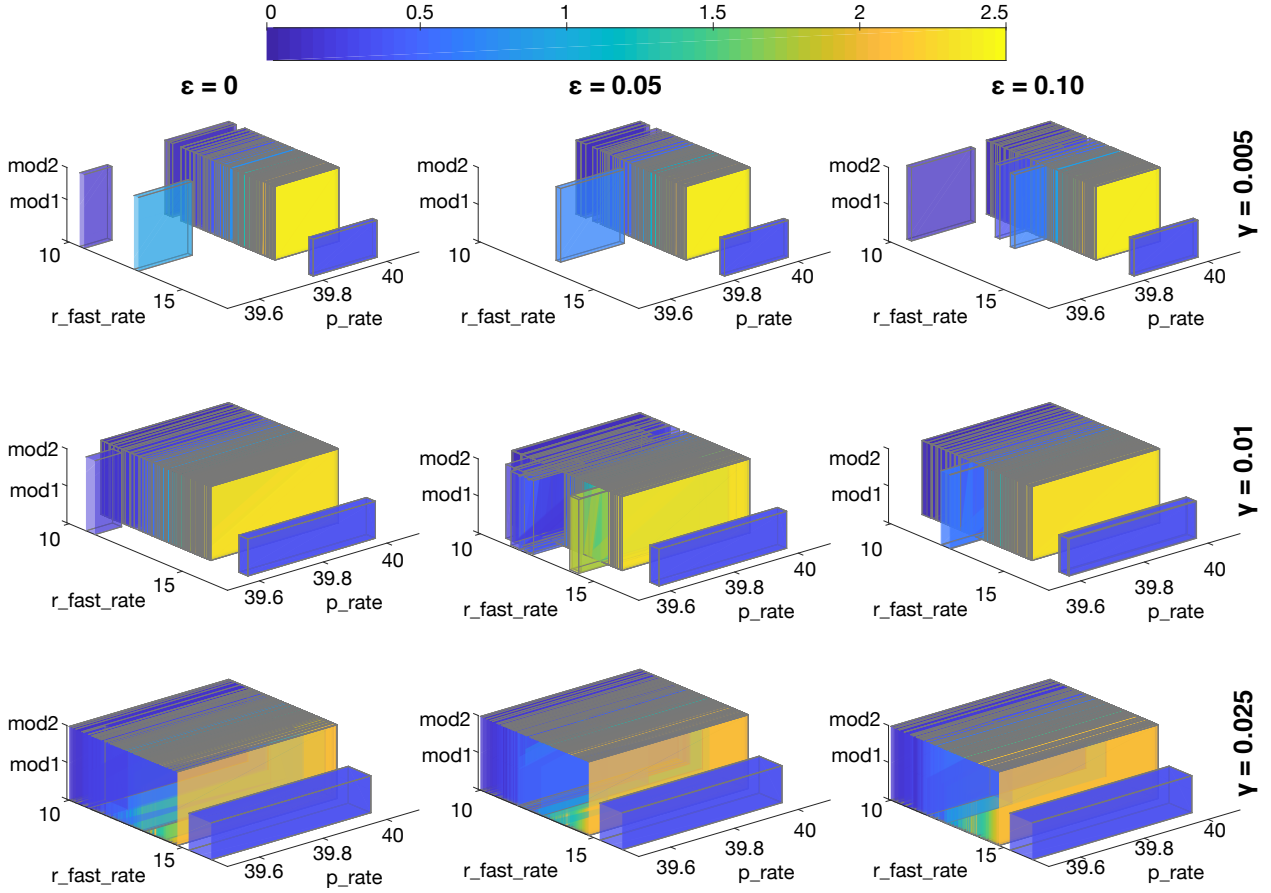 0 0.5 1 1.5 2 2.5
ε = 0 ε = 0.05 ε = 0.10
mod2 mod2 mod2
mod1 mod1 mod1
10 10 10
15 15 15
r_fast_rate r_fast_rate r_fast_rate
39.6 39.8 40 39.6 39.8 40 39.6 39.8 40
p_rate p_rate p_rate
γ = 0.005
mod2 mod2 mod2
mod1 mod1 mod1
10 10 10
15 15 15
r_fast_rate r_fast_rate r_fast_rate
39.6 39.8 40 39.6 39.8 40 39.6 39.8 40
p_rate p_rate p_rate
γ = 0.01
mod2 mod2 mod2
mod1 mod1 mod1
10 10 10
15 15 15
r_fast_rate r_fast_rate r_fast_rate
39.6 39.8 40 39.6 39.8 40 39.6 39.8 40
p_rate p_rate p_rate
γ = 0.025